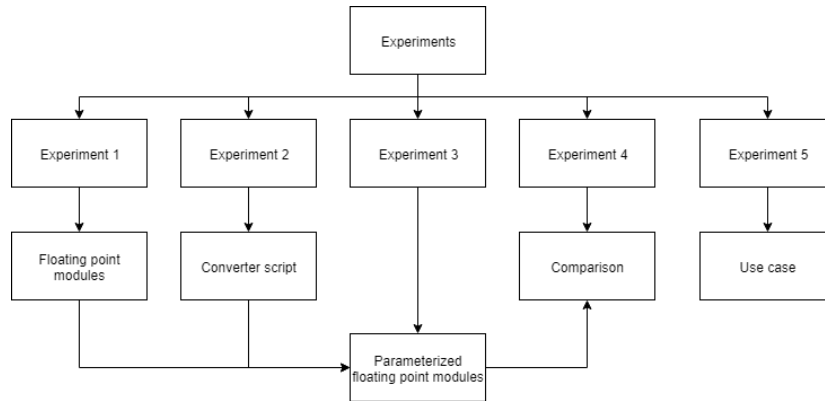 Experiments
Experiment 1
Experiment 2
Experiment 3
Experiment 4
Experiment 5
Floating point
modules
Converter script
Comparison
Use case
Parameterized
floating point modules